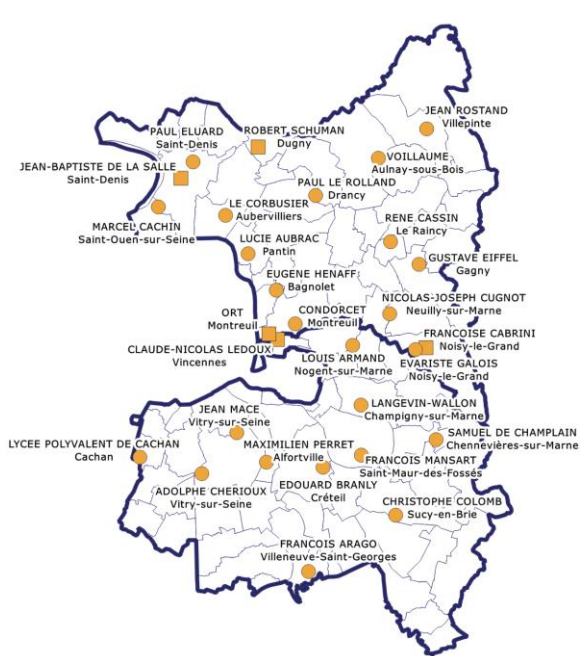 JEAN ROSTAND
Villepinte
PAUL ELUARD
Saint-Denis
ROBERT SCHUMAN
Dugny
JEAN-BAPTISTE DE LA SALLE
Saint-Denis
VOILLAUME
Aulnay-sous-Bois
PAUL LE ROLLAND
Drancy
LE CORBUSIER
Aubervilliers
MARCEL CACHIN
Saint-Ouen-sur-Seine
RENE CASSIN
Le Raincy
LUCIE AUBRAC
Pantin
GUSTAVE EIFFEL
Gagny
EUGENE HENAFF
Bagnolet
NICOLAS-JOSEPH CUGNOT
Neuilly-sur-Marne
ORT
Montreuil
CONDORCET
Montreuil
FRANCOISE CABRINI
Noisy-le-Grand
CLAUDE-NICOLAS LEDOUX
Vincennes
LOUIS ARMAND
Nogent-sur-Marne
EVARISTE GALOIS
Noisy-le-Grand
LANGEVIN-WALLON
Champigny-sur-Marne
JEAN MACE
Vitry-sur-Seine
SAMUEL DE CHAMPLAIN
Chennevières-sur-Marne
LYCEE POLYVALENT DE CACHAN
Cachan
MAXIMILIEN PERRET
Alfortville
FRANCOIS MANSART
Saint-Maur-des-Fossés
ADOLPHE CHERIOUX
Vitry-sur-Seine
EDOUARD BRANLY
Créteil
CHRISTOPHE COLOMB
Sucy-en-Brie
FRANCOIS ARAGO
Villeneuve-Saint-Georges